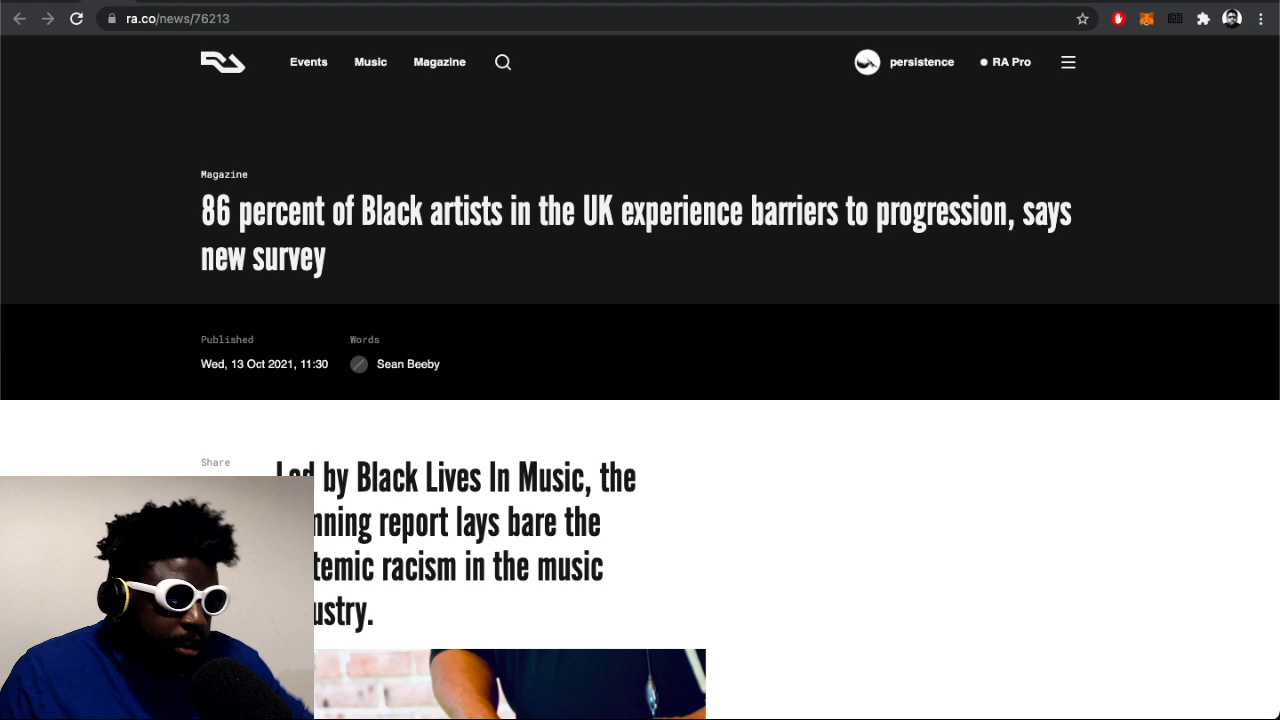 ra.co/news/76213
Events Music Magazine persistence RA Pro
Magazine
86 percent of Black artists in the UK experience barriers to progression, says
new survey
Published Words
Wed, 13 Oct 2021, 11:30 Sean Beeby
Share
by Black Lives In Music, the
report lays bare the
racism in the music